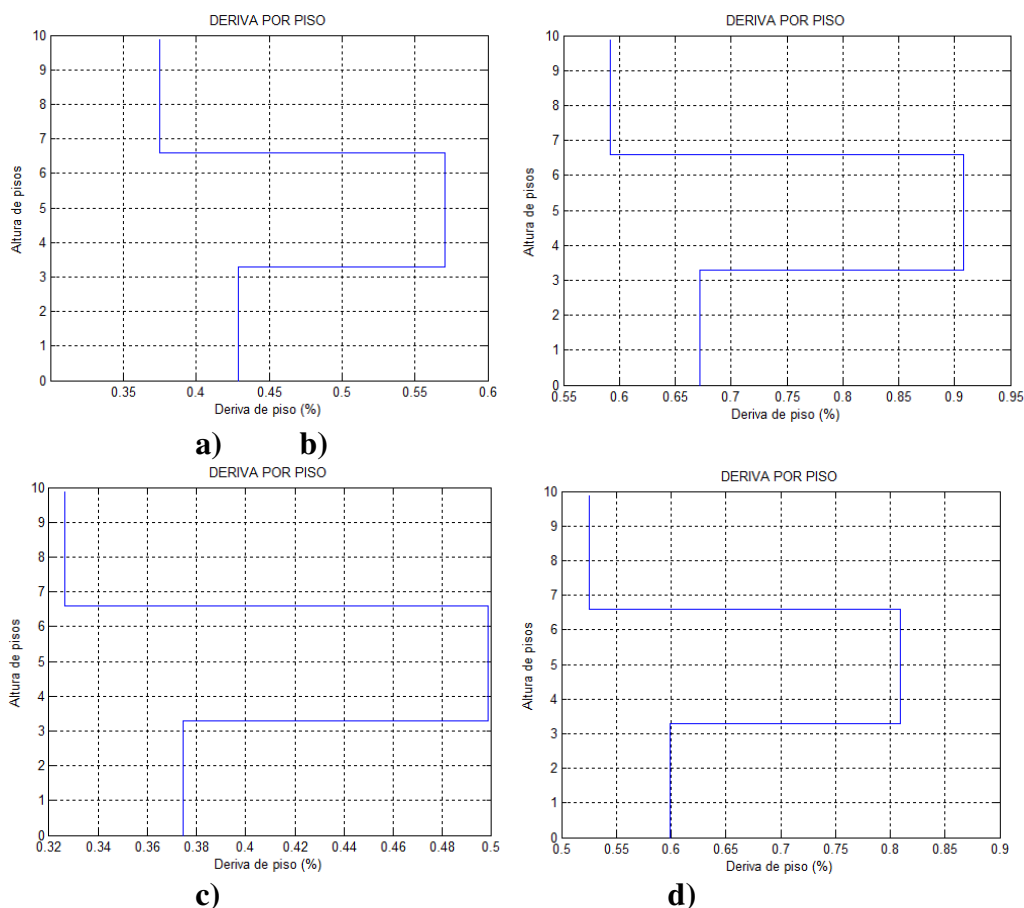 DERIVA POR PISO
10
9
8
7
6
5
4
3
2
1
0
Altura de pisos
0.35 0.4 0.45 0.5 0.55 0.6
Deriva de piso (%)
DERIVA POR PISO
10
9
8
7
6
5
4
3
2
1
0
Altura de pisos
0.55 0.6 0.65 0.7 0.75 0.8 0.85 0.9 0.95
Deriva de piso (%)
a) b)
DERIVA POR PISO
10
9
8
7
6
5
4
3
2
1
0
Altura de pisos
0.32 0.34 0.36 0.38 0.4 0.42 0.44 0.46 0.48 0.5
Deriva de piso (%)
DERIVA POR PISO
10
9
8
7
6
5
4
3
2
1
0
Altura de pisos
0.5 0.55 0.6 0.65 0.7 0.75 0.8 0.85 0.9
Deriva de piso (%)
c) d)